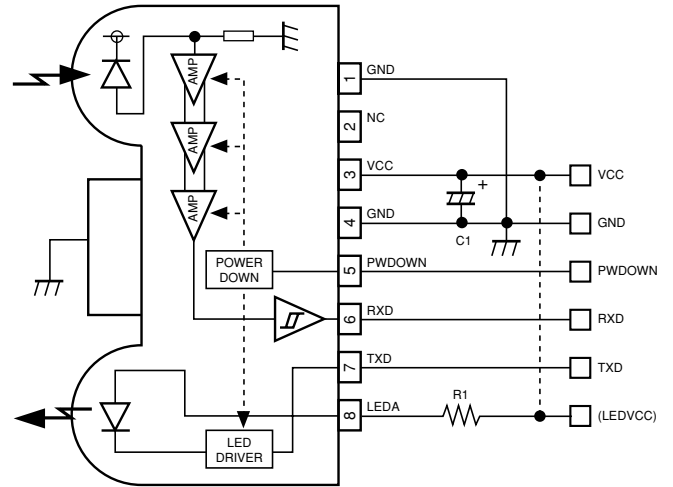 AMP
AMP
AMP
POWER
DOWN
LED
DRIVER
1
GND
2
NC
3
VCC
VCC
+
C1
4
GND
GND
5
PWDOWN
PWDOWN
6
RXD
RXD
7
TXD
TXD
8
LEDA
R1
(LEDVCC)